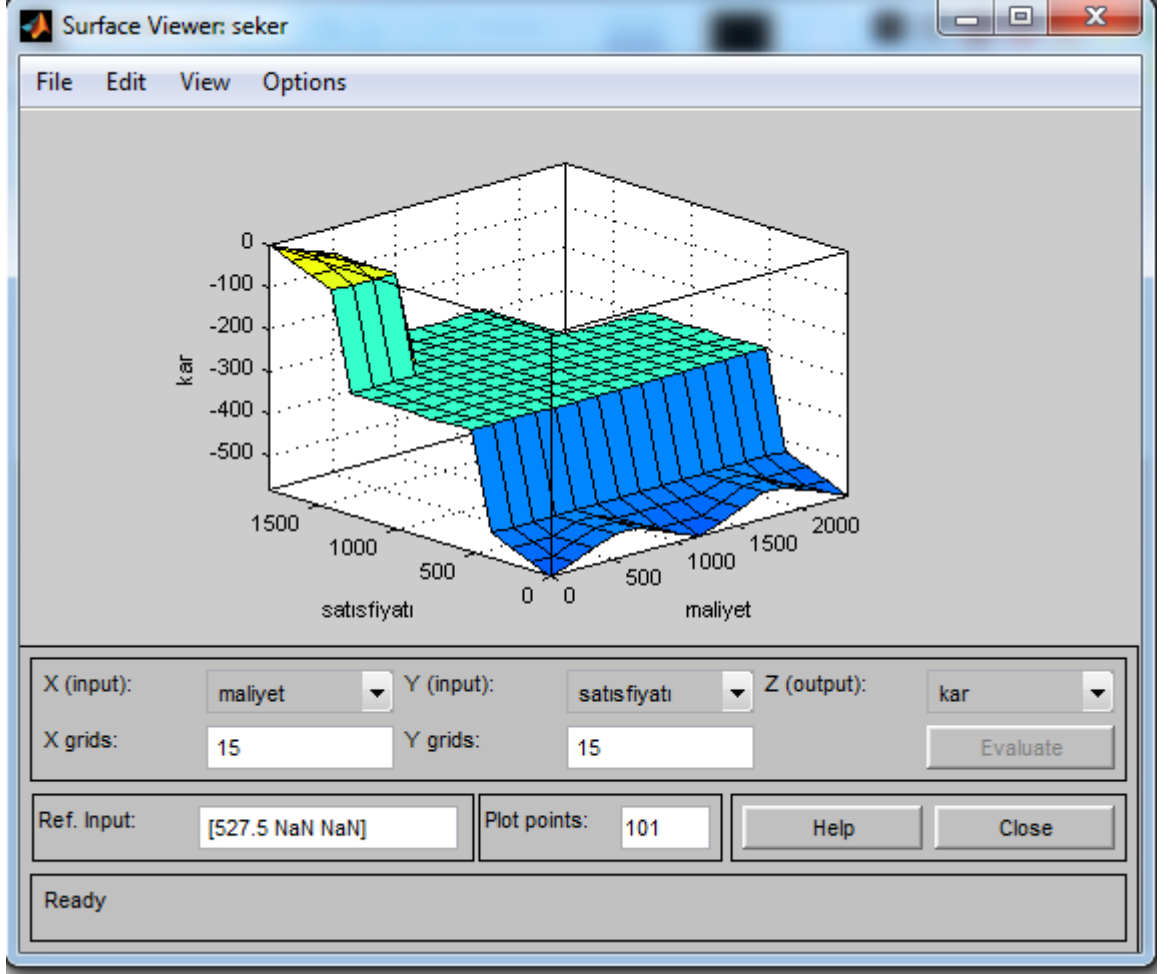 Surface Viewer: seker
File Edit View Options
0
-100
-200
-300
-400
-500
kar
1500
1000
500
0
satısfiyatı
0
500
1000
1500
2000
maliyet
X (input): maliyet Y (input): satısfiyatı Z (output): kar
X grids: 15 Y grids: 15 Evaluate
Ref. Input: [527.5 NaN NaN] Plot points: 101 Help Close
Ready